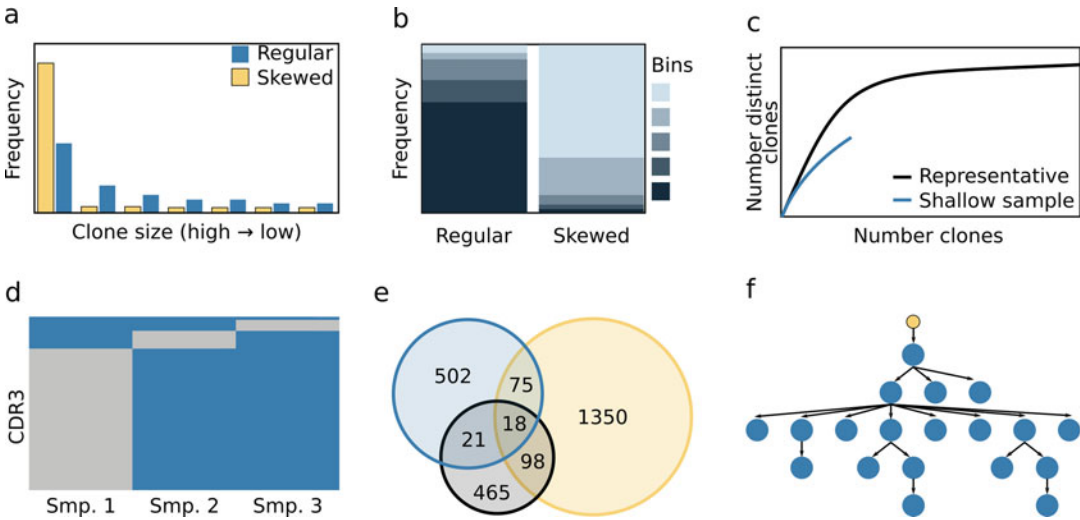 a
Frequency
Regular
Skewed
Clone size (high → low)
b
Frequency
Bins
Regular Skewed
c
Number distinct
clones
Representative
Shallow sample
Number clones
d
CDR3
Smp. 1 Smp. 2 Smp. 3
e
502
75
1350
21
18
98
465
f